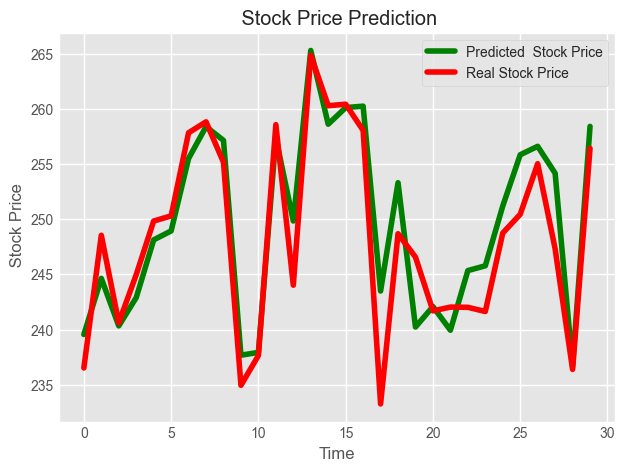 Stock Price Prediction
Predicted  Stock Price
Real Stock Price
Stock Price
265
260
255
250
245
240
235
0 5 10 15 20 25 30
Time